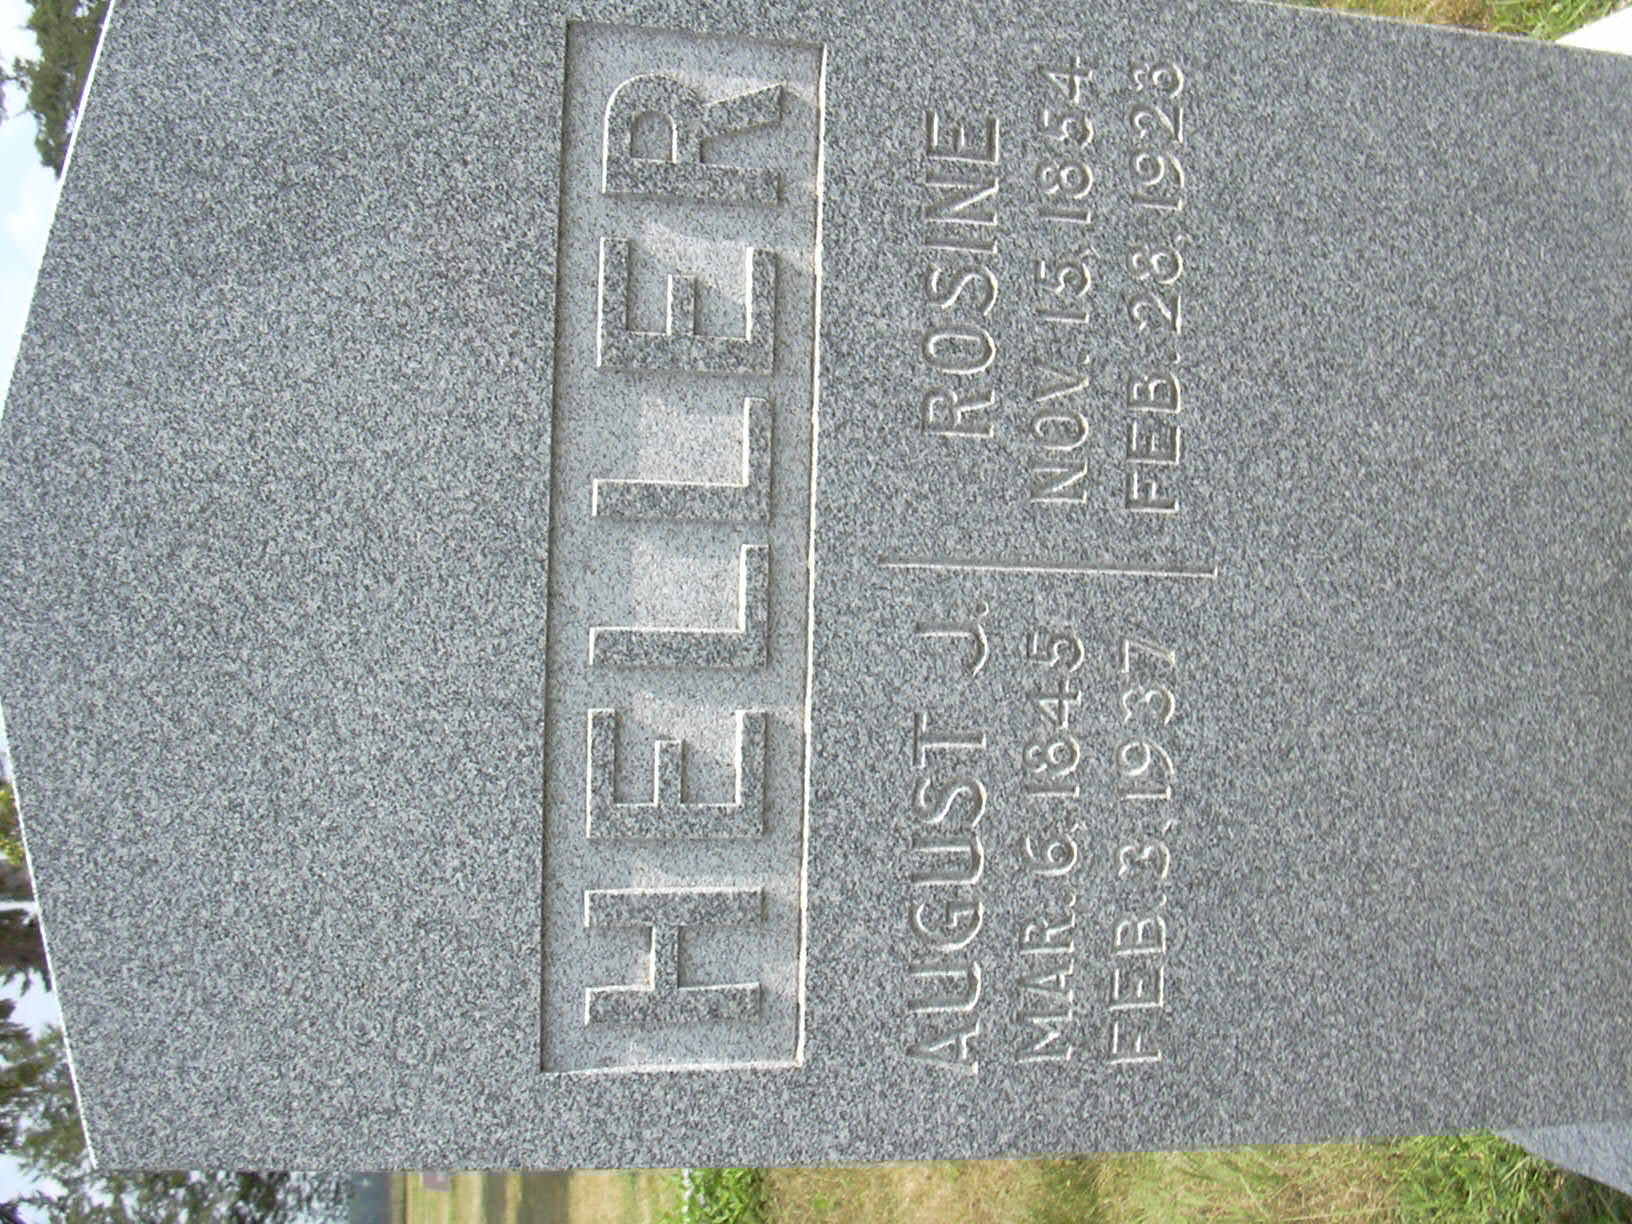 HELLER
AUGUST J.
MAR. 6, 1845
FEB. 3, 1937
ROSINE
NOV. 15, 1854
FEB. 28, 1923